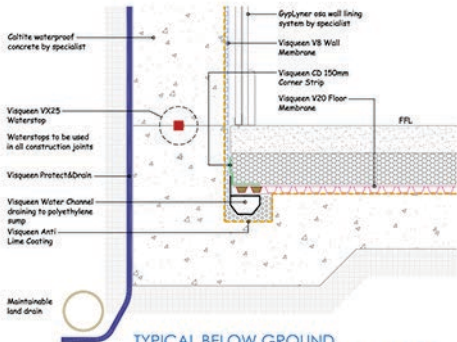 Caltite waterproof
concrete by specialist
Visqueen VX25
Waterstop
Waterstops to be used
in all construction joints
Visqueen Protect&Drain
Visqueen Water Channel
draining to polyethylene
sump
Visqueen Anti
Lime Coating
Maintainable
land drain
GypLyner osa wall lining
system by specialist
Visqueen V8 Wall
Membrane
Visqueen CD 150mm
Corner Strip
Visqueen V20 Floor
Membrane
FFL
TYPICAL BELOW GROUND